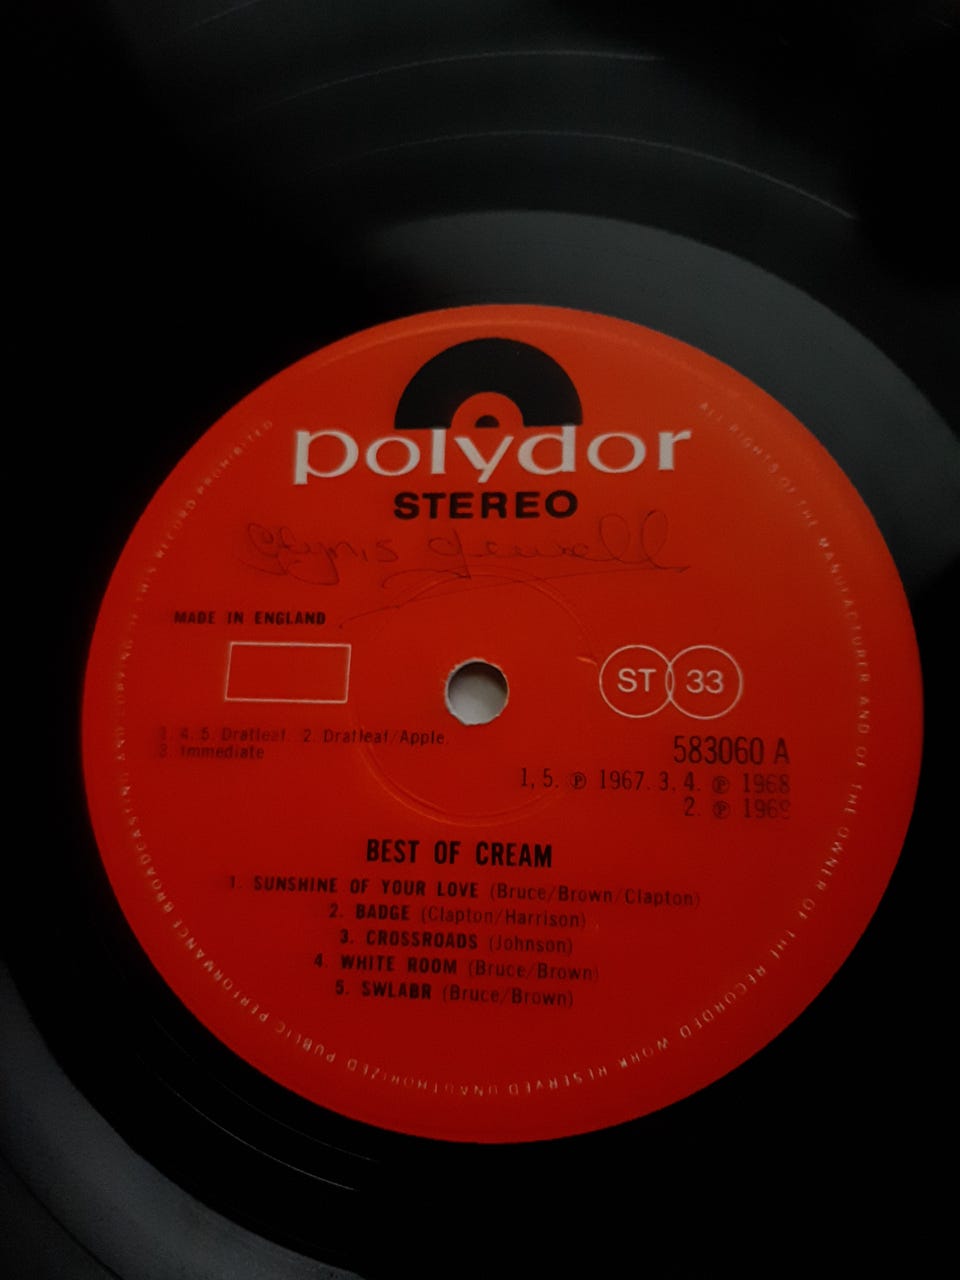 polydor
STEREO
Glynis
MADE IN ENGLAND
ST 33
1. 4. 5. Dratleaf. 2. Dratleaf/Apple.
3. Immediate
583060 A
1, 5. ℗ 1967. 3, 4. ℗ 1968
2. ℗ 1969
BEST OF CREAM
1. SUNSHINE OF YOUR LOVE (Bruce/Brown/Clapton)
2. BADGE (Clapton/Harrison)
3. CROSSROADS (Johnson)
4. WHITE ROOM (Bruce/Brown)
5. SWLABR (Bruce/Brown)
ALL RIGHTS OF THE MANUFACTURER AND OF THE OWNER OF THE RECORDED WORK RESERVED UNAUTHORIZED PUBLIC PERFORMANCE BROADCASTING AND COPYING OF THIS RECORD PROHIBITED